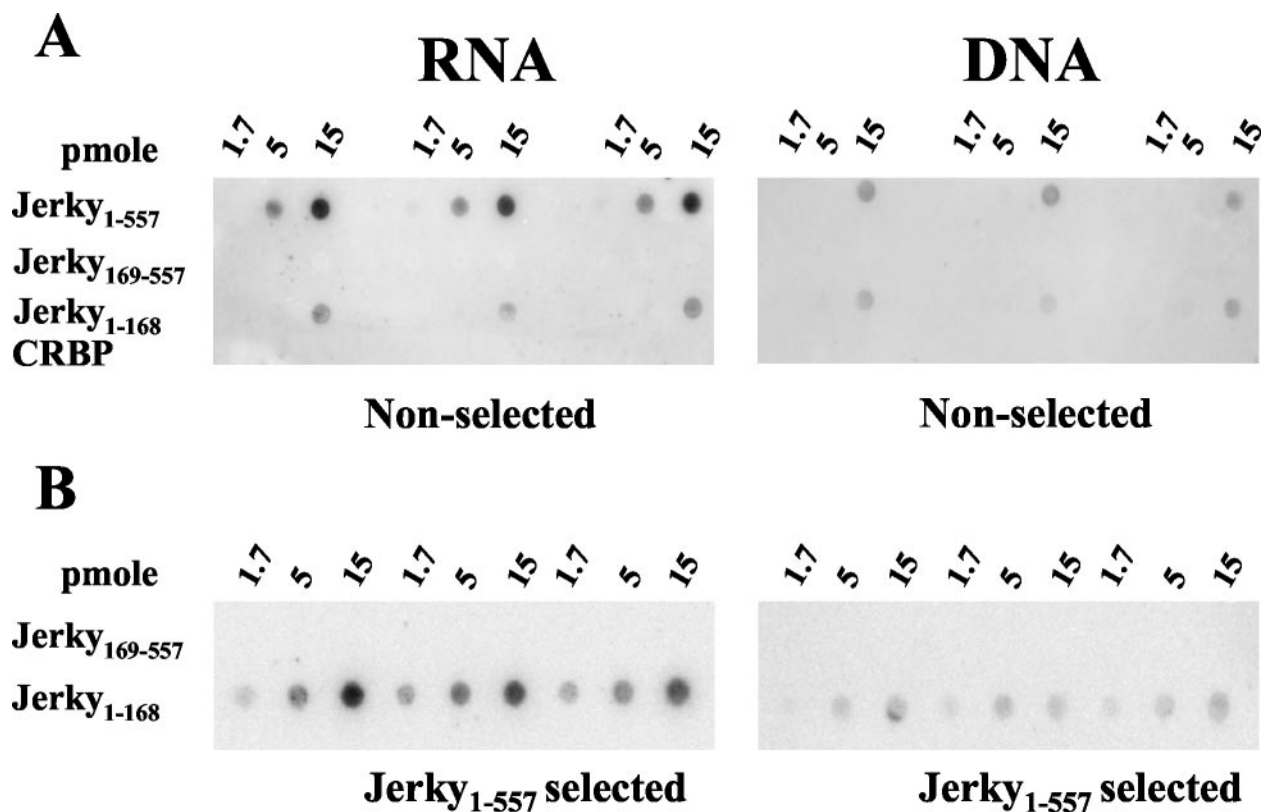 A
RNA DNA
pmole 1.7 5 15 1.7 5 15 1.7 5 15 1.7 5 15 1.7 5 15 1.7 5 15
Jerky1-557
Jerky169-557
Jerky1-168
CRBP
Non-selected Non-selected
B
pmole 1.7 5 15 1.7 5 15 1.7 5 15 1.7 5 15 1.7 5 15 1.7 5 15
Jerky169-557
Jerky1-168
Jerky1-557 selected Jerky1-557 selected